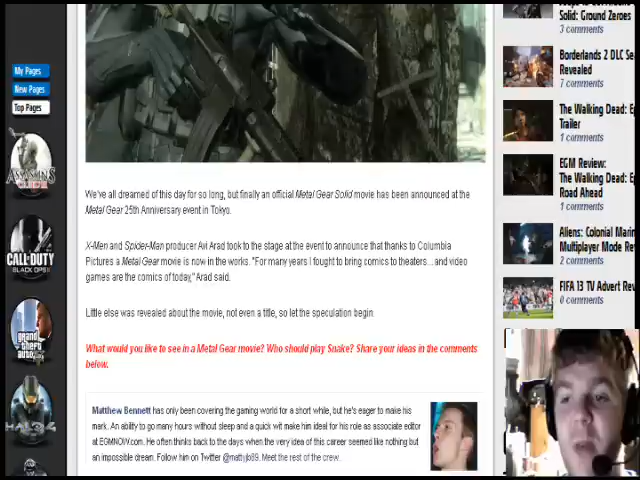 My Pages
New Pages
Top Pages
ASSASSINS
CALL OF DUTY
BLACK OPS II
grand
theft
auto
HALO 4
We've all dreamed of this day for so long, but finally an official Metal Gear Solid movie has been announced at the
Metal Gear 25th Anniversary event in Tokyo.
X-Men and Spider-Man producer Avi Arad took to the stage at the event to announce that thanks to Columbia
Pictures a Metal Gear movie is now in the works. "For many years I fought to bring comics to theaters...and video
games are the comics of today," Arad said.
Little else was revealed about the movie, not even a title, so let the speculation begin:
What would you like to see in a Metal Gear movie? Who should play Snake? Share your ideas in the comments
below.
Matthew Bennett has only been covering the gaming world for a short while, but he's eager to make his
mark. An ability to go many hours without sleep and a quick wit make him ideal for his role as associate editor
at EGMNOW.com. He often thinks back to the days when the very idea of this career seemed like nothing but
an impossible dream. Follow him on Twitter @mattyjb89. Meet the rest of the crew.
Solid: Ground Zeroes
3 comments
Borderlands 2 DLC Se
Revealed
7 comments
The Walking Dead: Ep
Trailer
1 comments
EGM Review:
The Walking Dead: Ep
Road Ahead
1 comments
Aliens: Colonial Marin
Multiplayer Mode Rev
2 comments
FIFA 13 TV Advert Rev
0 comments